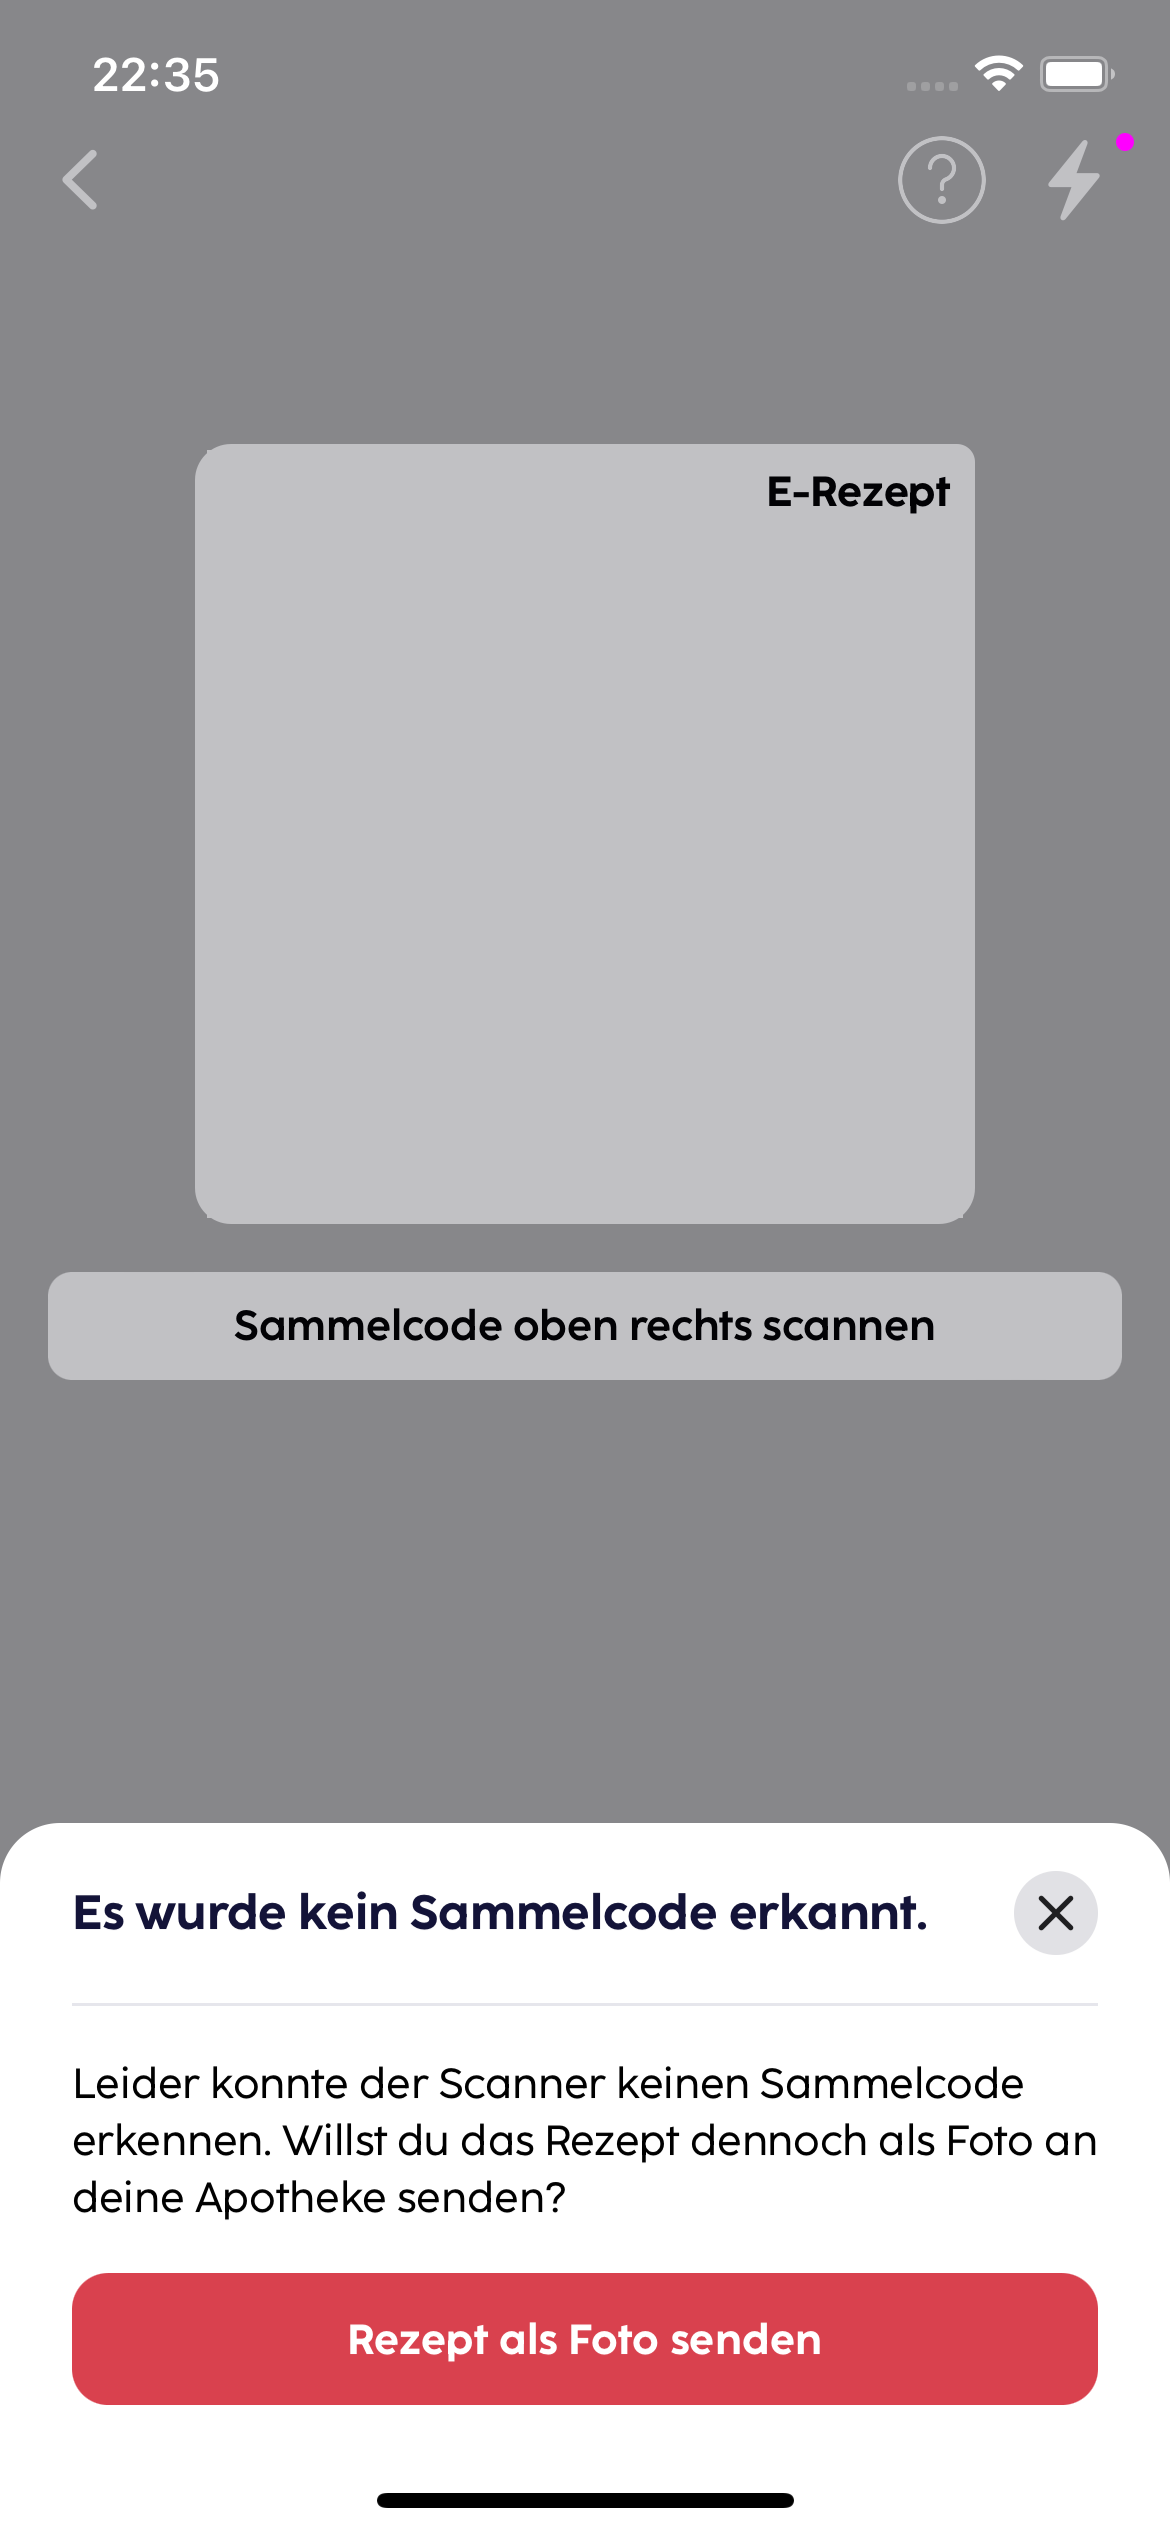 22:35
E-Rezept
Sammelcode oben rechts scannen
Es wurde kein Sammelcode erkannt.
Leider konnte der Scanner keinen Sammelcode
erkennen. Willst du das Rezept dennoch als Foto an
deine Apotheke senden?
Rezept als Foto senden